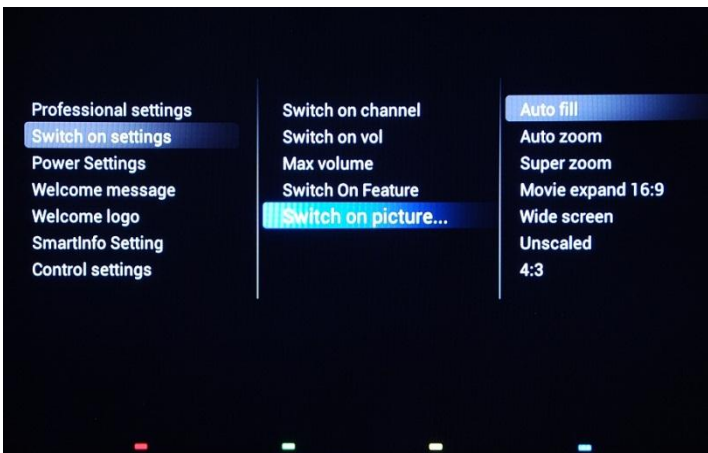 Professional settings
Switch on settings
Power Settings
Welcome message
Welcome logo
SmartInfo Setting
Control settings
Switch on channel
Switch on vol
Max volume
Switch On Feature
Switch on picture...
Auto fill
Auto zoom
Super zoom
Movie expand 16:9
Wide screen
Unscaled
4:3